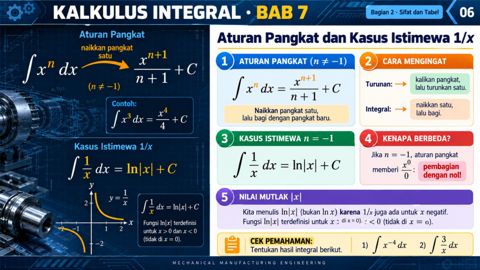 KALKULUS INTEGRAL • BAB 7
Bagian 2 - Sifat dan Tabel
06
Aturan Pangkat
naikkan pangkat
satu
∫ xⁿ dx → xⁿ⁺¹/(n + 1) + C
(n ≠ −1)
Contoh:
∫ x³ dx = x⁴/4 + C
Kasus Istimewa 1/x
∫ 1/x dx = ln|x| + C
y
y = 1/x
2
x
-2
2
-2
∫ 1/x dx = ln|x| + C
Fungsi ln|x| terdefinisi
untuk x > 0 dan x < 0
(tidak di x = 0).
Aturan Pangkat dan Kasus Istimewa 1/x
1 ATURAN PANGKAT (n ≠ −1)
∫ xⁿ dx = xⁿ⁺¹/(n + 1) + C
Naikkan pangkat satu,
lalu bagi dengan pangkat baru.
2 CARA MENGINGAT
Turunan: → kalikan pangkat,
lalu turunkan satu.
Integral: → naikkan satu,
lalu bagi.
3 KASUS ISTIMEWA n = −1
∫ 1/x dx = ln|x| + C
4 KENAPA BERBEDA?
Jika n = −1, aturan pangkat
memberi x⁰/0 : pembagian
dengan nol!
5 NILAI MUTLAK |x|
Kita menulis ln|x| (bukan ln x) karena 1/x juga ada untuk x negatif.
Fungsi ln|x| terdefinisi untuk x : di x = 0). : < 0 (tidak di x = 0).
CEK PEMAHAMAN:
Tentukan hasil integral berikut.
1) ∫ x⁻⁴ dx 2) ∫ 3/x dx
MECHANICAL MANUFACTURING ENGINEERING